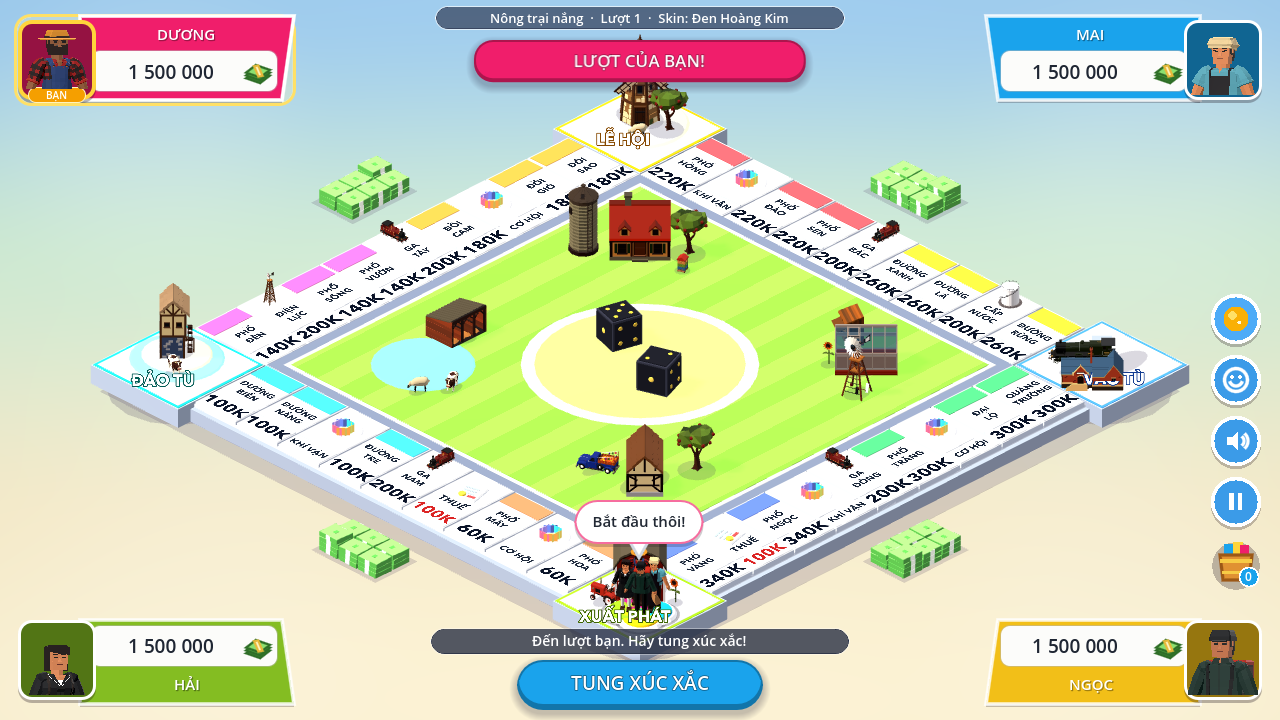 Nông trại nắng · Lượt 1 · Skin: Đen Hoàng Kim
DƯƠNG
1 500 000
BẠN
LƯỢT CỦA BẠN!
MAI
1 500 000
LỄ HỘI
ĐỒI SAO
180K
ĐỒI GIÓ
CƠ HỘI
ĐỒI CAM
180K
GA TÂY
200K
PHỐ VƯỜN
140K
PHỐ SÔNG
140K
ĐIỆN LỰC
200K
PHỐ BẾN
140K
PHỐ HỒNG
220K
KHÍ VẬN
PHỐ ĐÀO
220K
PHỐ SEN
220K
GA BẮC
200K
ĐƯỜNG XANH
260K
ĐƯỜNG LÁ
260K
CẤP NƯỚC
200K
ĐƯỜNG RỪNG
260K
ĐẢO TÙ
VÀO TÙ
ĐƯỜNG BIỂN
100K
ĐƯỜNG NẮNG
100K
KHÍ VẬN
ĐƯỜNG TRE
100K
GA NAM
200K
THUẾ
100K
PHỐ MÂY
60K
CƠ HỘI
PHỐ HOA
60K
QUẢNG TRƯỜNG
300K
ĐẠI LỘ
300K
CƠ HỘI
PHỐ TRĂNG
300K
GA ĐÔNG
200K
KHÍ VẬN
PHỐ NGỌC
340K
THUẾ
100K
PHỐ VÀNG
340K
Bắt đầu thôi!
XUẤT PHÁT
Đến lượt bạn. Hãy tung xúc xắc!
TUNG XÚC XẮC
1 500 000
HẢI
1 500 000
NGỌC
0